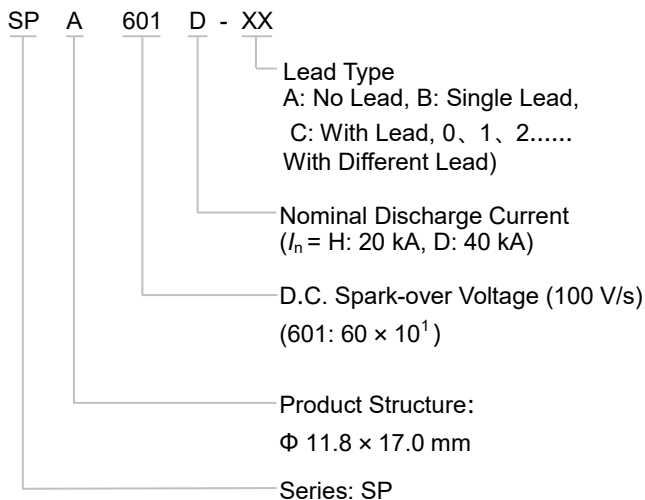 SP A 601 D - XX
Lead Type
A: No Lead, B: Single Lead,
C: With Lead, 0、1、2......
With Different Lead)
Nominal Discharge Current
(Iₙ = H: 20 kA, D: 40 kA)
D.C. Spark-over Voltage (100 V/s)
(601: 60 × 10¹)
Product Structure:
Φ 11.8 × 17.0 mm
Series: SP